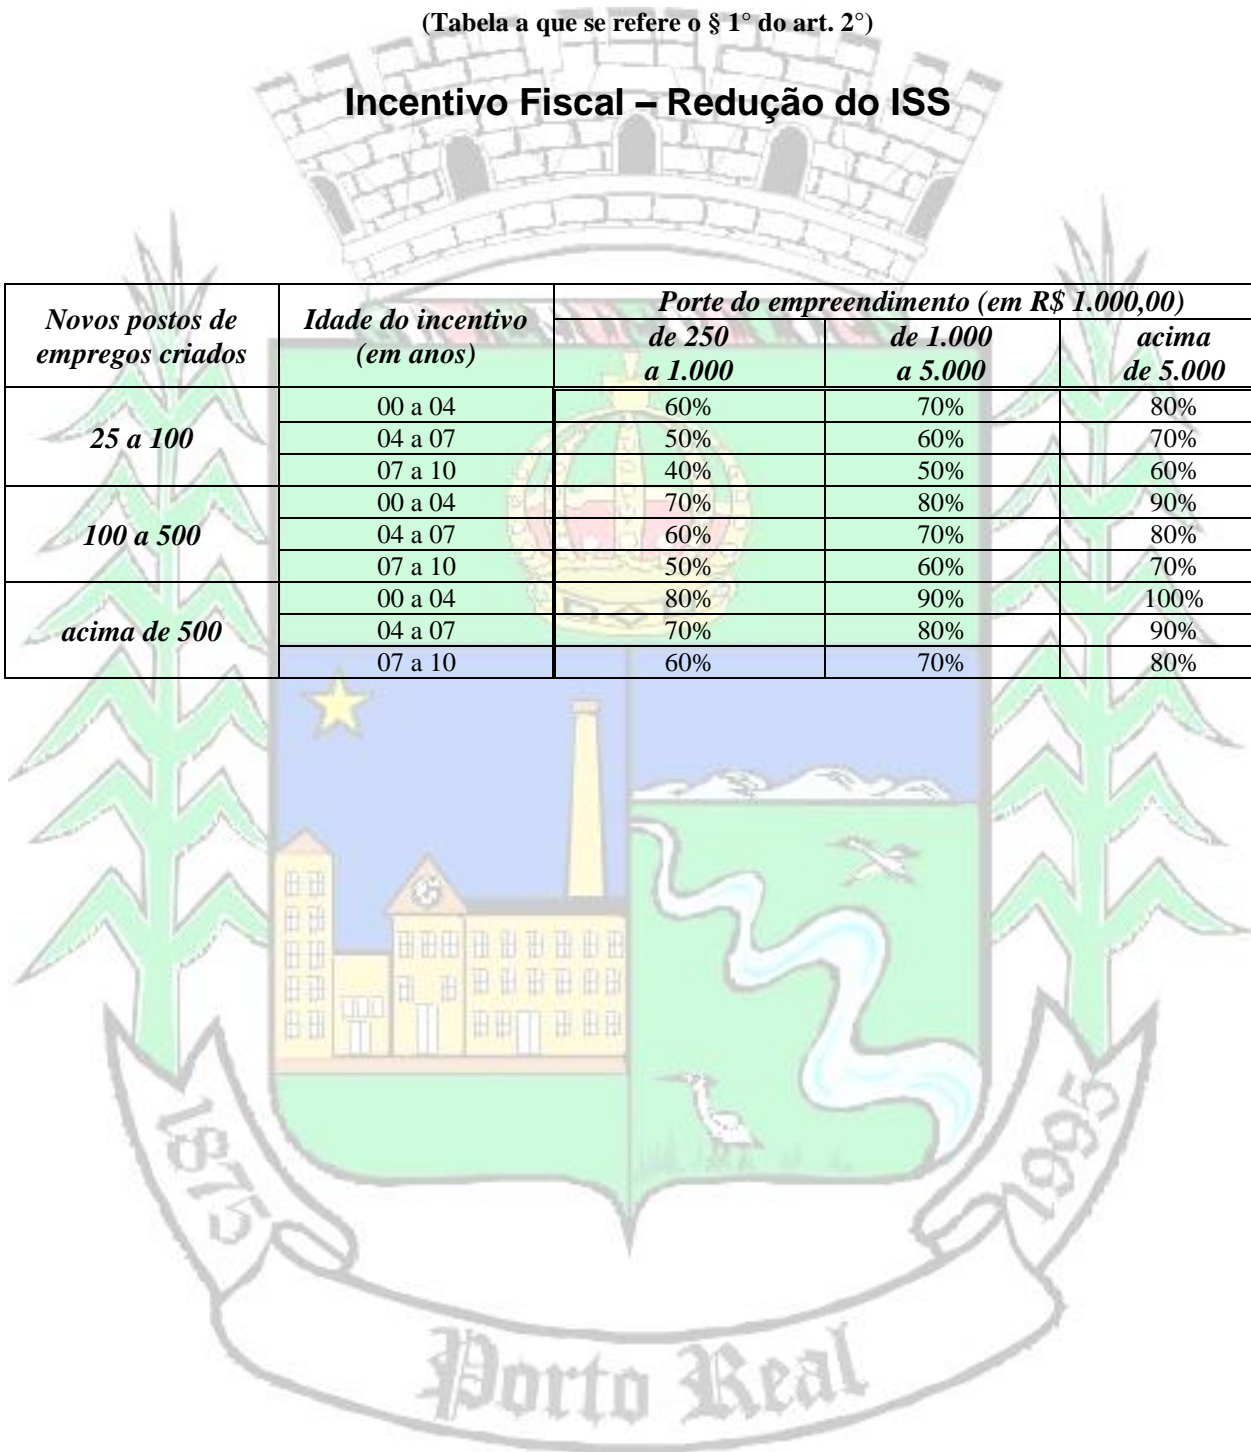 (Tabela a que se refere o § 1° do art. 2°)
Incentivo Fiscal – Redução do ISS
Novos postos de empregos criados Idade do incentivo (em anos) Porte do empreendimento (em R$ 1.000,00)
de 250 a 1.000 de 1.000 a 5.000 acima de 5.000
25 a 100 00 a 04 60% 70% 80%
04 a 07 50% 60% 70%
07 a 10 40% 50% 60%
100 a 500 00 a 04 70% 80% 90%
04 a 07 60% 70% 80%
07 a 10 50% 60% 70%
acima de 500 00 a 04 80% 90% 100%
04 a 07 70% 80% 90%
07 a 10 60% 70% 80%
1875
1995
Porto Real